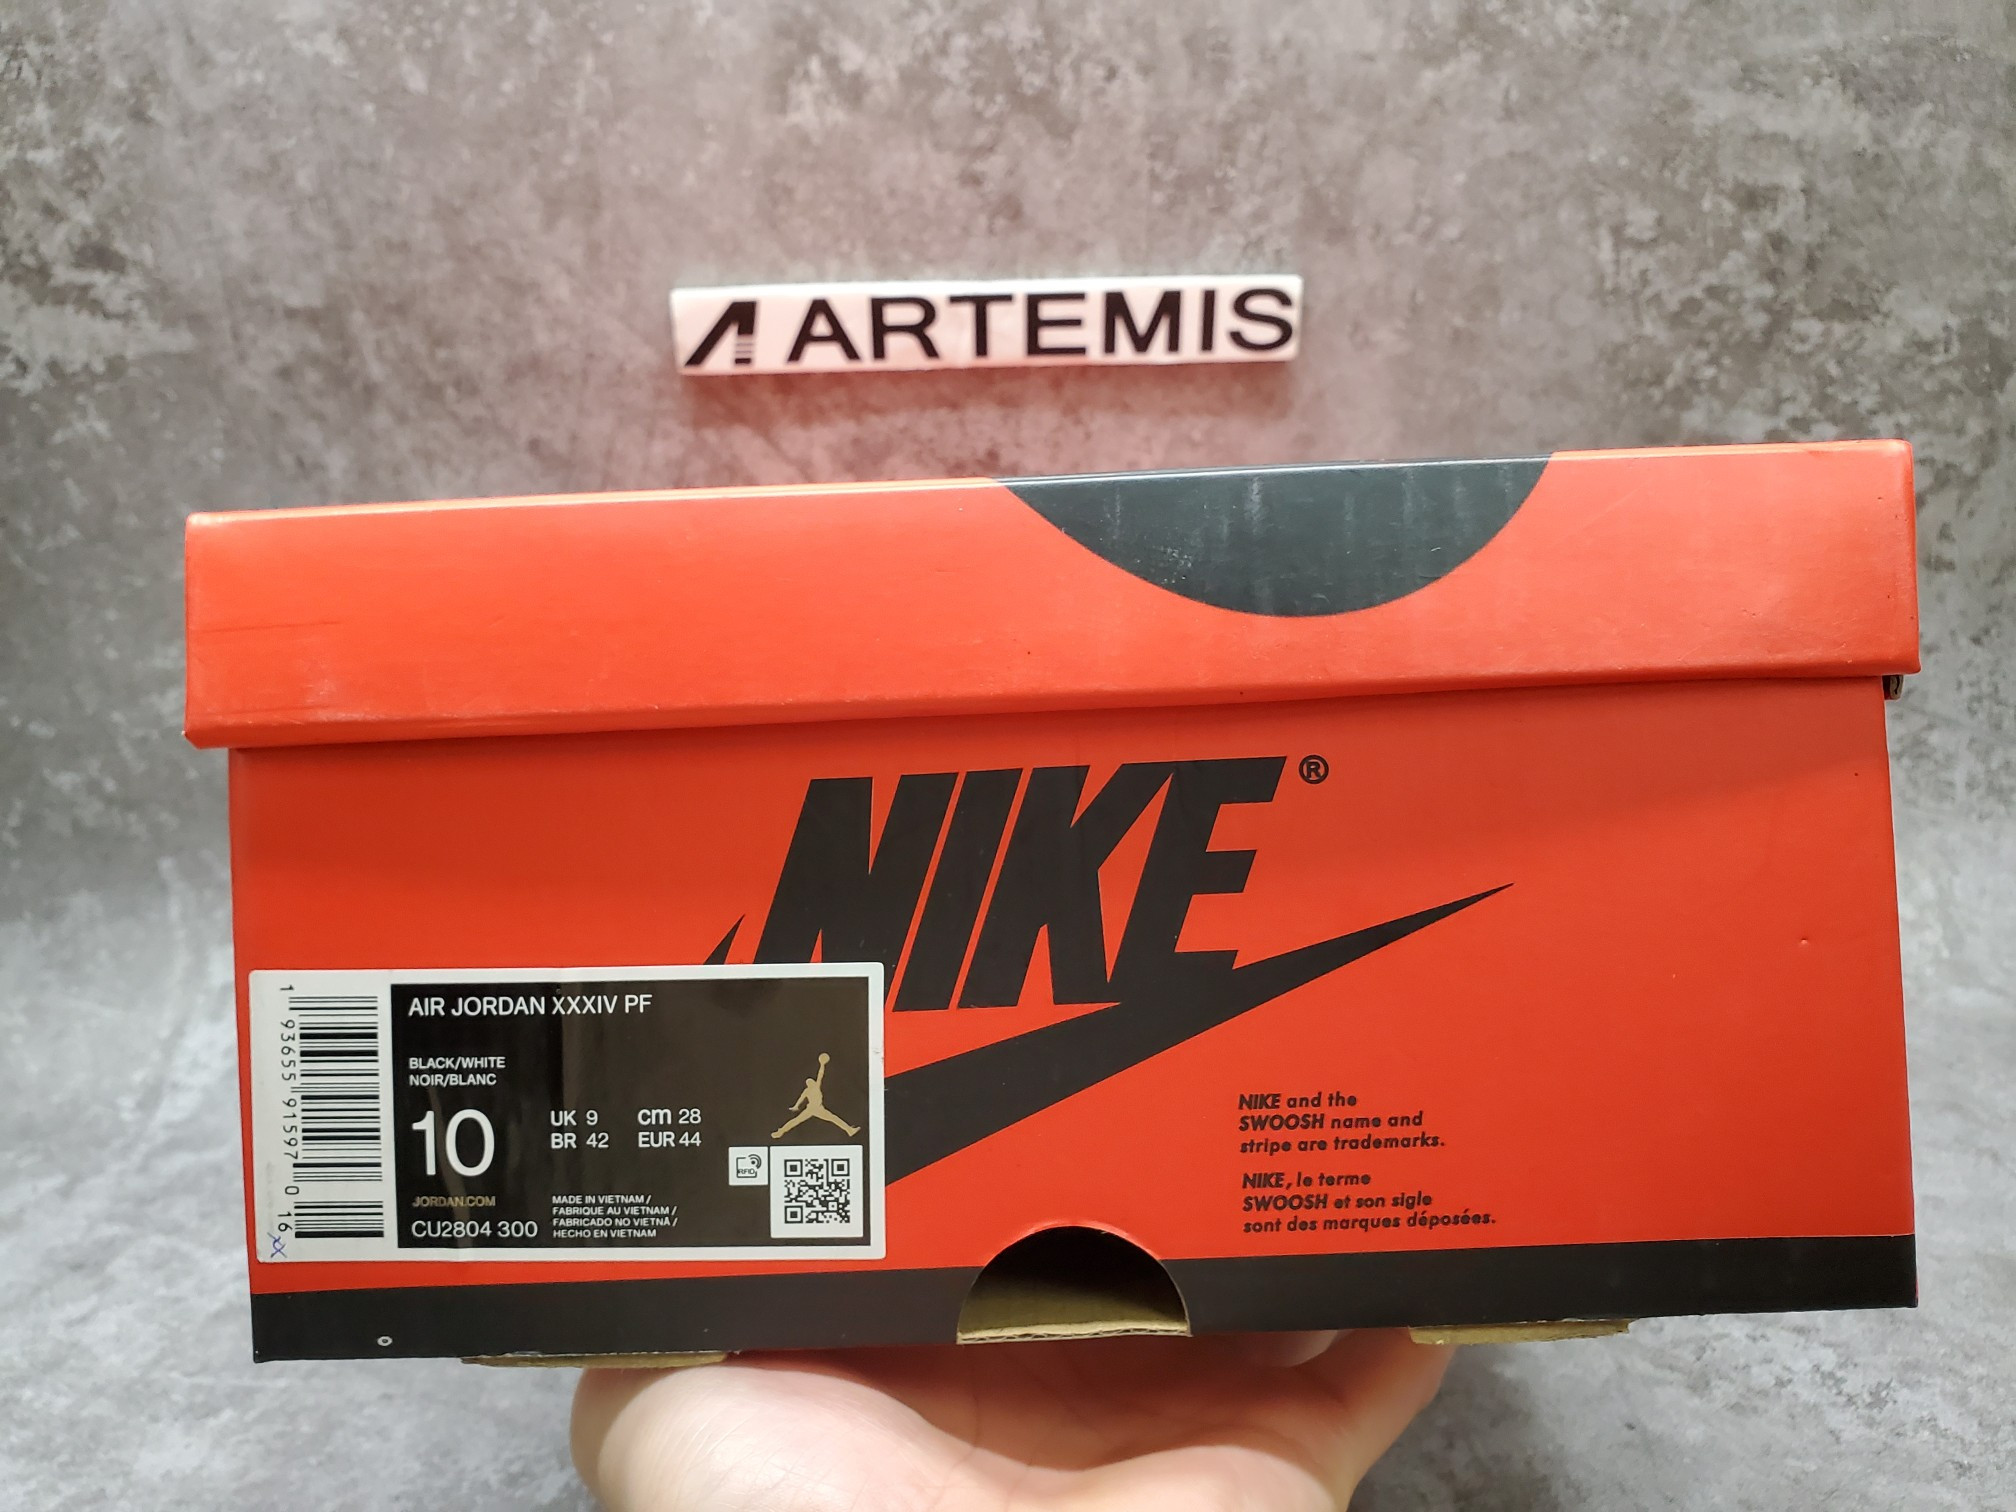 ARTEMIS
NIKE®
AIR JORDAN XXXIV PF
BLACK/WHITE
NOIR/BLANC
10
UK 9 cm 28
BR 42 EUR 44
JORDAN.COM
CU2804 300
MADE IN VIETNAM /
FABRIQUE AU VIETNAM /
FABRICADO NO VIETNÃ /
HECHO EN VIETNAM
RFID
1 93655 91597 0 16
NIKE and the
SWOOSH name and
stripe are trademarks.
NIKE, le terme
SWOOSH et son sigle
sont des marques déposées.